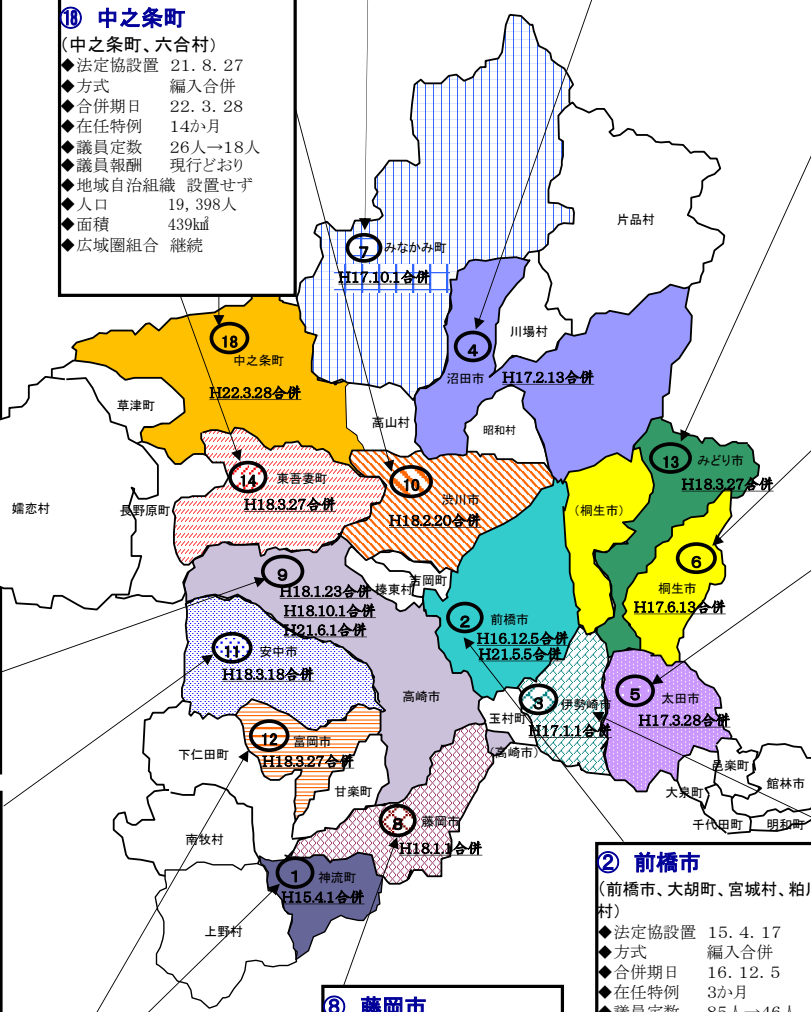 ⑱ 中之条町
(中之条町、六合村)
◆法定協設置 21.8.27
◆方式 編入合併
◆合併期日 22.3.28
◆在任特例 14か月
◆議員定数 26人→18人
◆議員報酬 現行どおり
◆地域自治組織 設置せず
◆人口 19,398人
◆面積 439k㎡
◆広域圏組合 継続
片品村
7 みなかみ町
H17.10.1合併
川場村
18
中之条町
H22.3.28合併
4
沼田市
H17.2.13合併
草津町
高山村
昭和村
13 みどり市
H18.3.27合併
14 東吾妻町
H18.3.27合併
10 渋川市
H18.2.20合併
嬬恋村
長野原町
(桐生市)
6
桐生市
H17.6.13合併
9
H18.1.23合併
H18.10.1合併
H21.6.1合併
榛東村
吉岡町
2 前橋市
H16.12.5合併
H21.5.5合併
11 安中市
H18.3.18合併
高崎市
3 伊勢崎市
H17.1.1合併
5 太田市
H17.3.28合併
玉村町
(高崎市)
12 富岡市
H18.3.27合併
下仁田町
甘楽町
邑楽町
館林市
大泉町
千代田町
明和町
8 藤岡市
H18.1.1合併
南牧村
1 神流町
H15.4.1合併
上野村
② 前橋市
(前橋市、大胡町、宮城村、粕川
村)
◆法定協設置 15.4.17
◆方式 編入合併
◆合併期日 16.12.5
◆在任特例 3か月
◆議員定数 85人→46人
⑧ 藤岡市